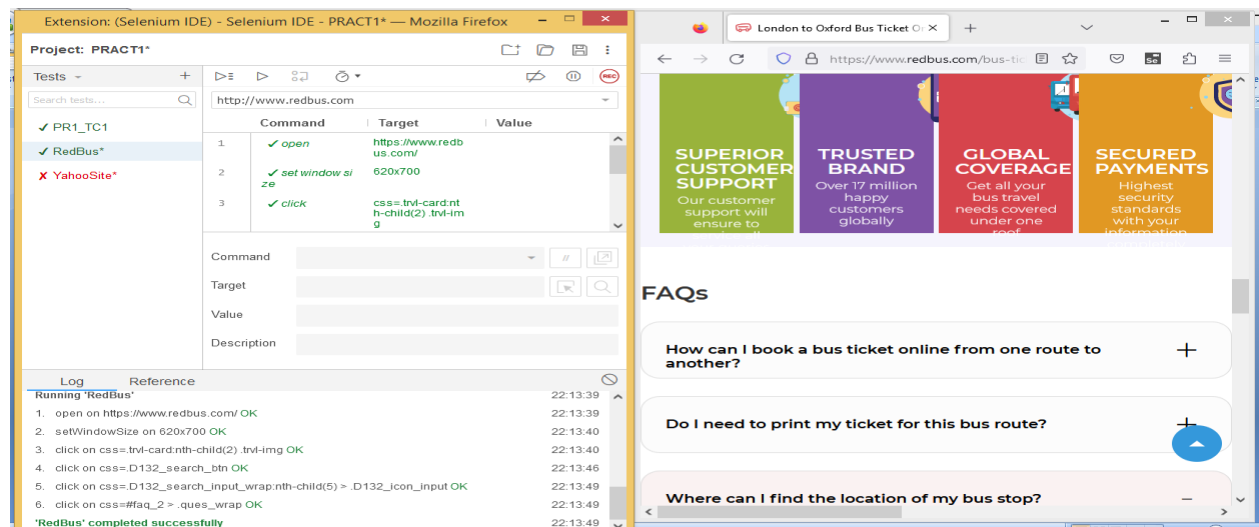 Extension: (Selenium IDE) - Selenium IDE - PRACT1* — Mozilla Firefox
Project: PRACT1*
Tests
Search tests...
✓ PR1_TC1
✓ RedBus*
✗ YahooSite*
REC
http://www.redbus.com
Command Target Value
1 ✓ open https://www.redb
us.com/
2 ✓ set window si
ze 620x700
3 ✓ click css=.trvl-card:nt
h-child(2) .trvl-im
g
Command
//
Target
Value
Description
Log Reference
Running 'RedBus' 22:13:39
1. open on https://www.redbus.com/ OK 22:13:39
2. setWindowSize on 620x700 OK 22:13:40
3. click on css=.trvl-card:nth-child(2) .trvl-img OK 22:13:40
4. click on css=.D132_search_btn OK 22:13:46
5. click on css=.D132_search_input_wrap:nth-child(5) > .D132_icon_input OK 22:13:49
6. click on css=#faq_2 > .ques_wrap OK 22:13:49
'RedBus' completed successfully 22:13:49
London to Oxford Bus Ticket O
https://www.redbus.com/bus-tic
Se
SUPERIOR
CUSTOMER
SUPPORT
Our customer
support will
ensure to
TRUSTED
BRAND
Over 17 million
happy
customers
globally
GLOBAL
COVERAGE
Get all your
bus travel
needs covered
under one
roof
SECURED
PAYMENTS
Highest
security
standards
with your
information
FAQs
How can I book a bus ticket online from one route to
another?
Do I need to print my ticket for this bus route?
Where can I find the location of my bus stop?